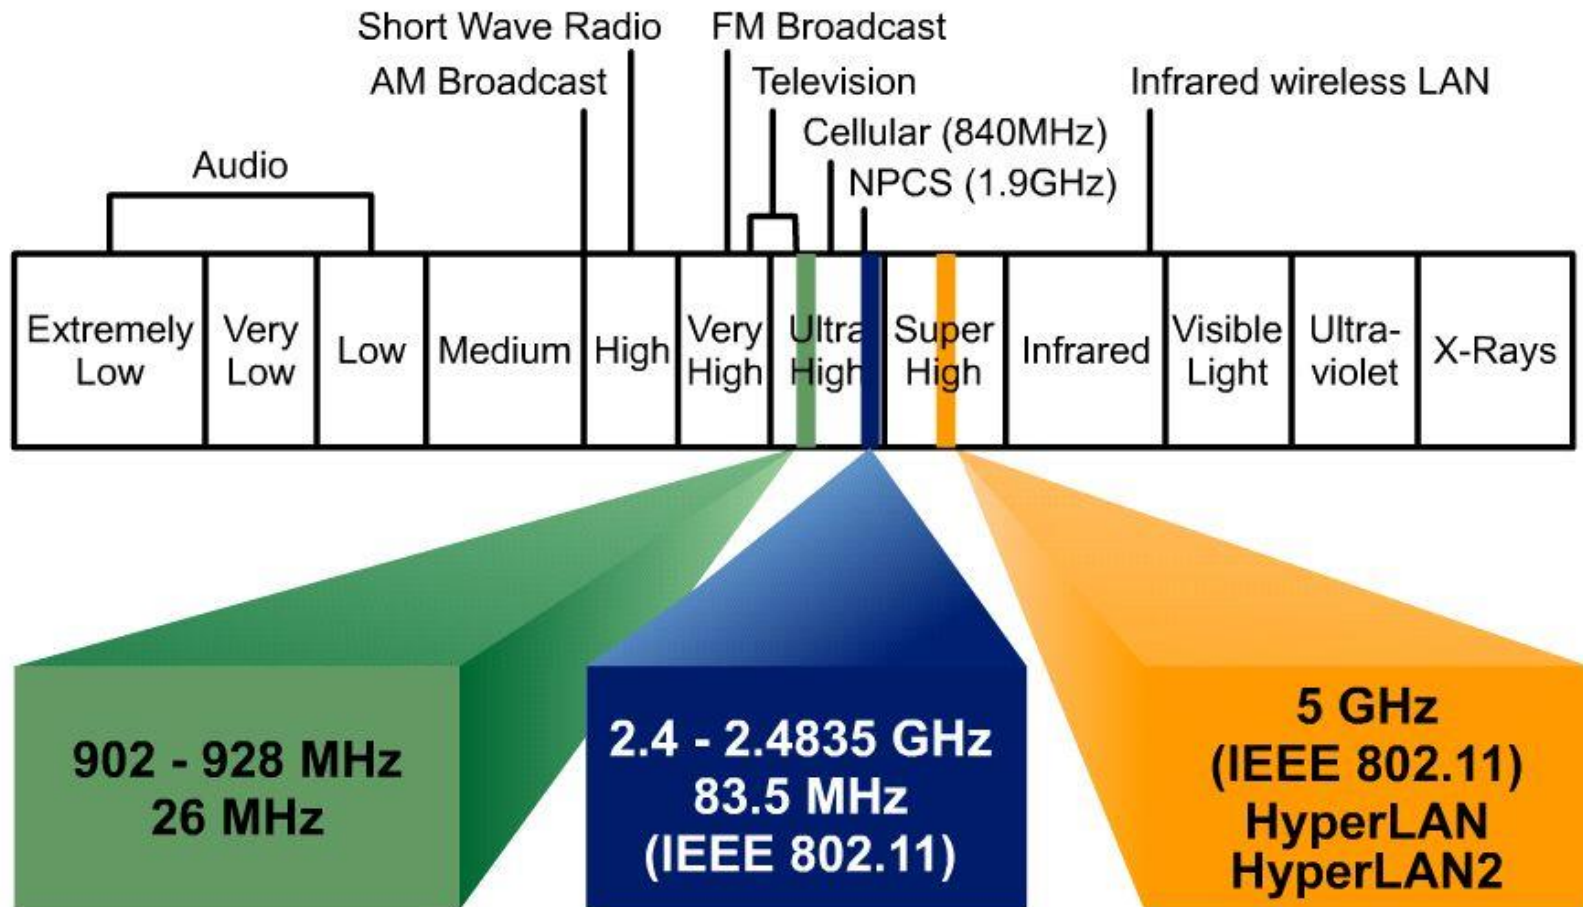 Short Wave Radio
FM Broadcast
AM Broadcast
Television
Infrared wireless LAN
Cellular (840MHz)
Audio
NPCS (1.9GHz)
Extremely
Low
Very
Low
Low
Medium
High
Very
High
Ultra
High
Super
High
Infrared
Visible
Light
Ultra-
violet
X-Rays
902 - 928 MHz
26 MHz
2.4 - 2.4835 GHz
83.5 MHz
(IEEE 802.11)
5 GHz
(IEEE 802.11)
HyperLAN
HyperLAN2